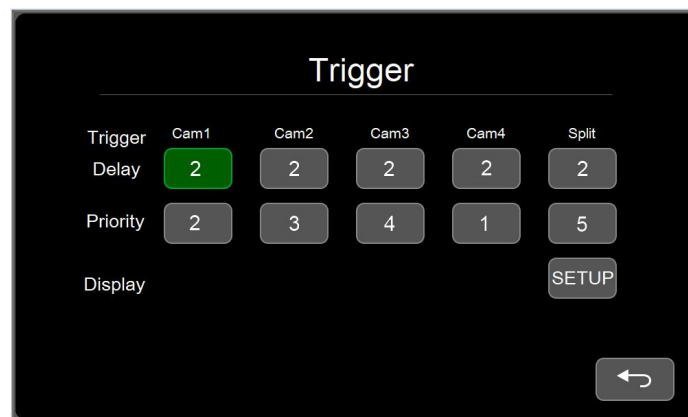 Trigger
Trigger Cam1 Cam2 Cam3 Cam4 Split
Delay 2 2 2 2 2
Priority 2 3 4 1 5
Display SETUP